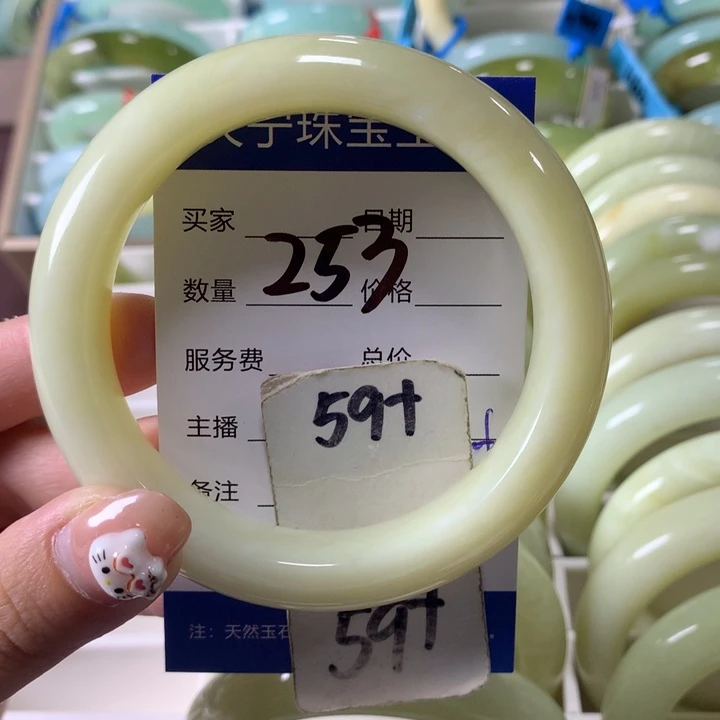 宁珠宝
买家 日期
253
数量 价格
服务费 总价
59+
主播
备注
注：天然玉石
59+